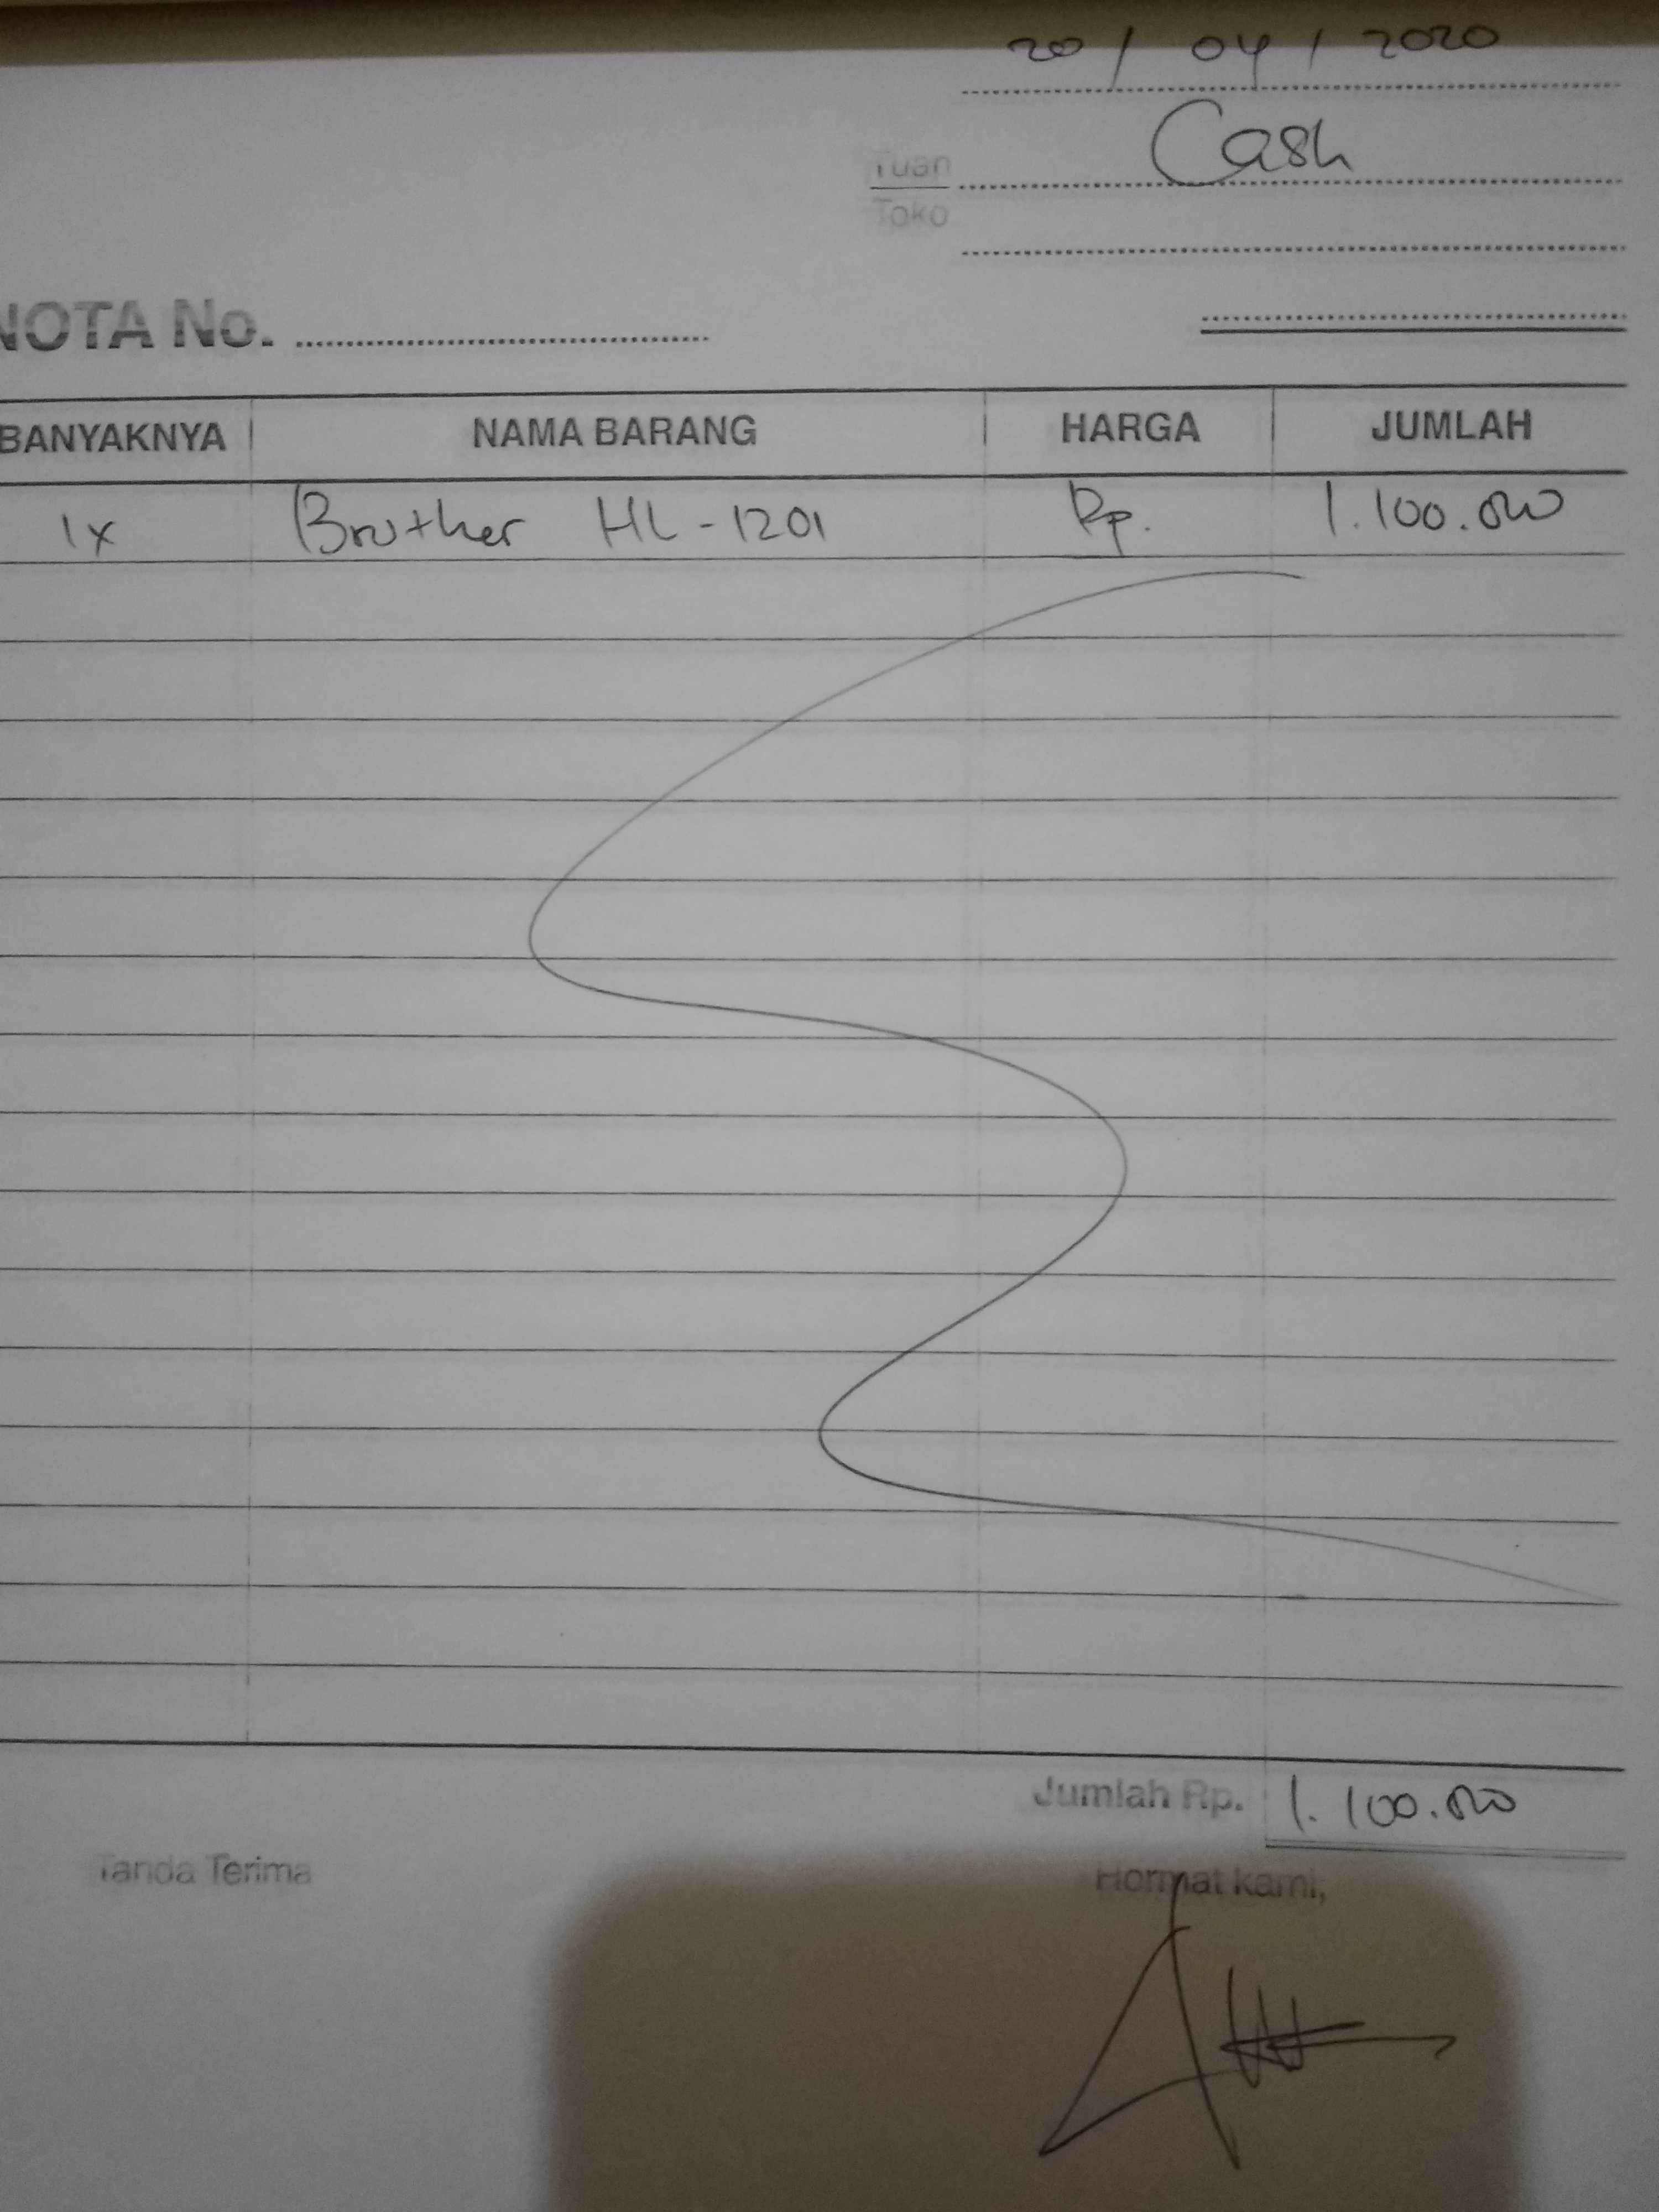 20 / 04 / 2020
Tuan Cash
Toko
NOTA No.
BANYAKNYA NAMA BARANG HARGA JUMLAH
1x Brother HL-1201 Rp. 1.100.000
Jumlah Rp. 1.100.000
Tanda Terima Hormat kami,